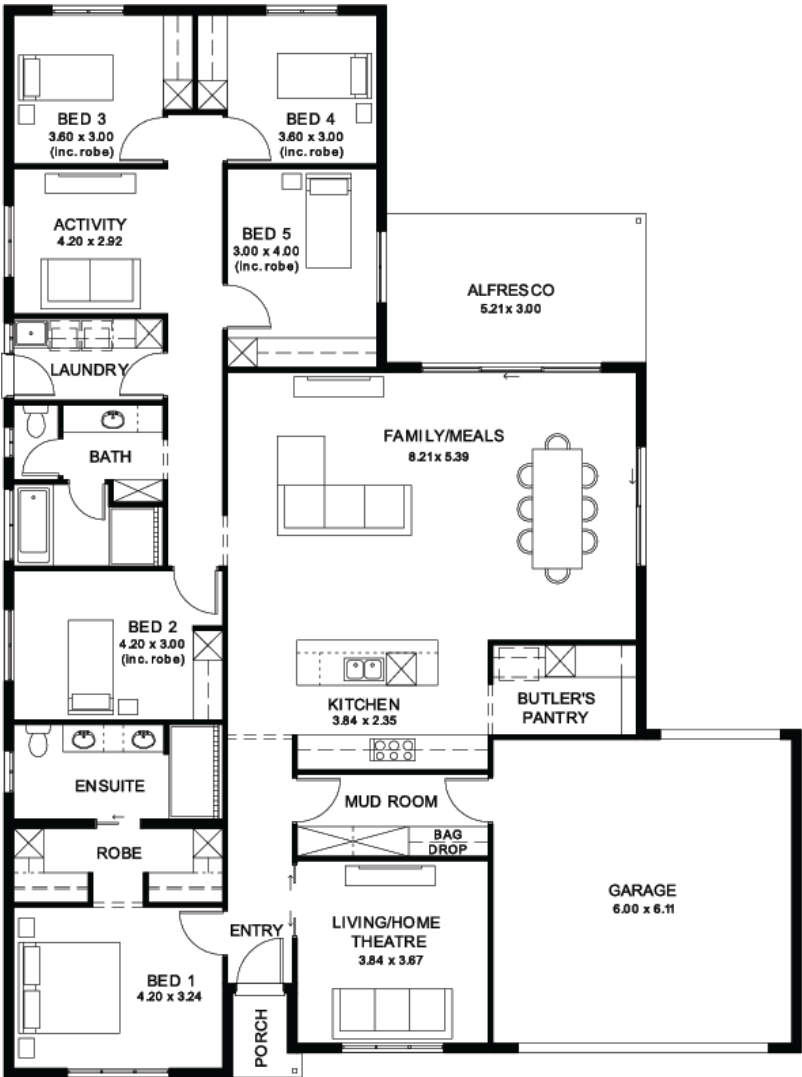 BED 3
3.60 x 3.00
(inc. robe)
BED 4
3.60 x 3.00
(inc. robe)
ACTIVITY
4.20 x 2.92
BED 5
3.00 x 4.00
(inc. robe)
ALFRESCO
5.21 x 3.00
LAUNDRY
BATH
FAMILY/MEALS
8.21 x 5.39
BED 2
4.20 x 3.00
(inc. robe)
KITCHEN
3.84 x 2.35
BUTLER'S
PANTRY
ENSUITE
MUD ROOM
BAG
DROP
ROBE
GARAGE
6.00 x 6.11
ENTRY
LIVING/HOME
THEATRE
3.84 x 3.67
BED 1
4.20 x 3.24
PORCH